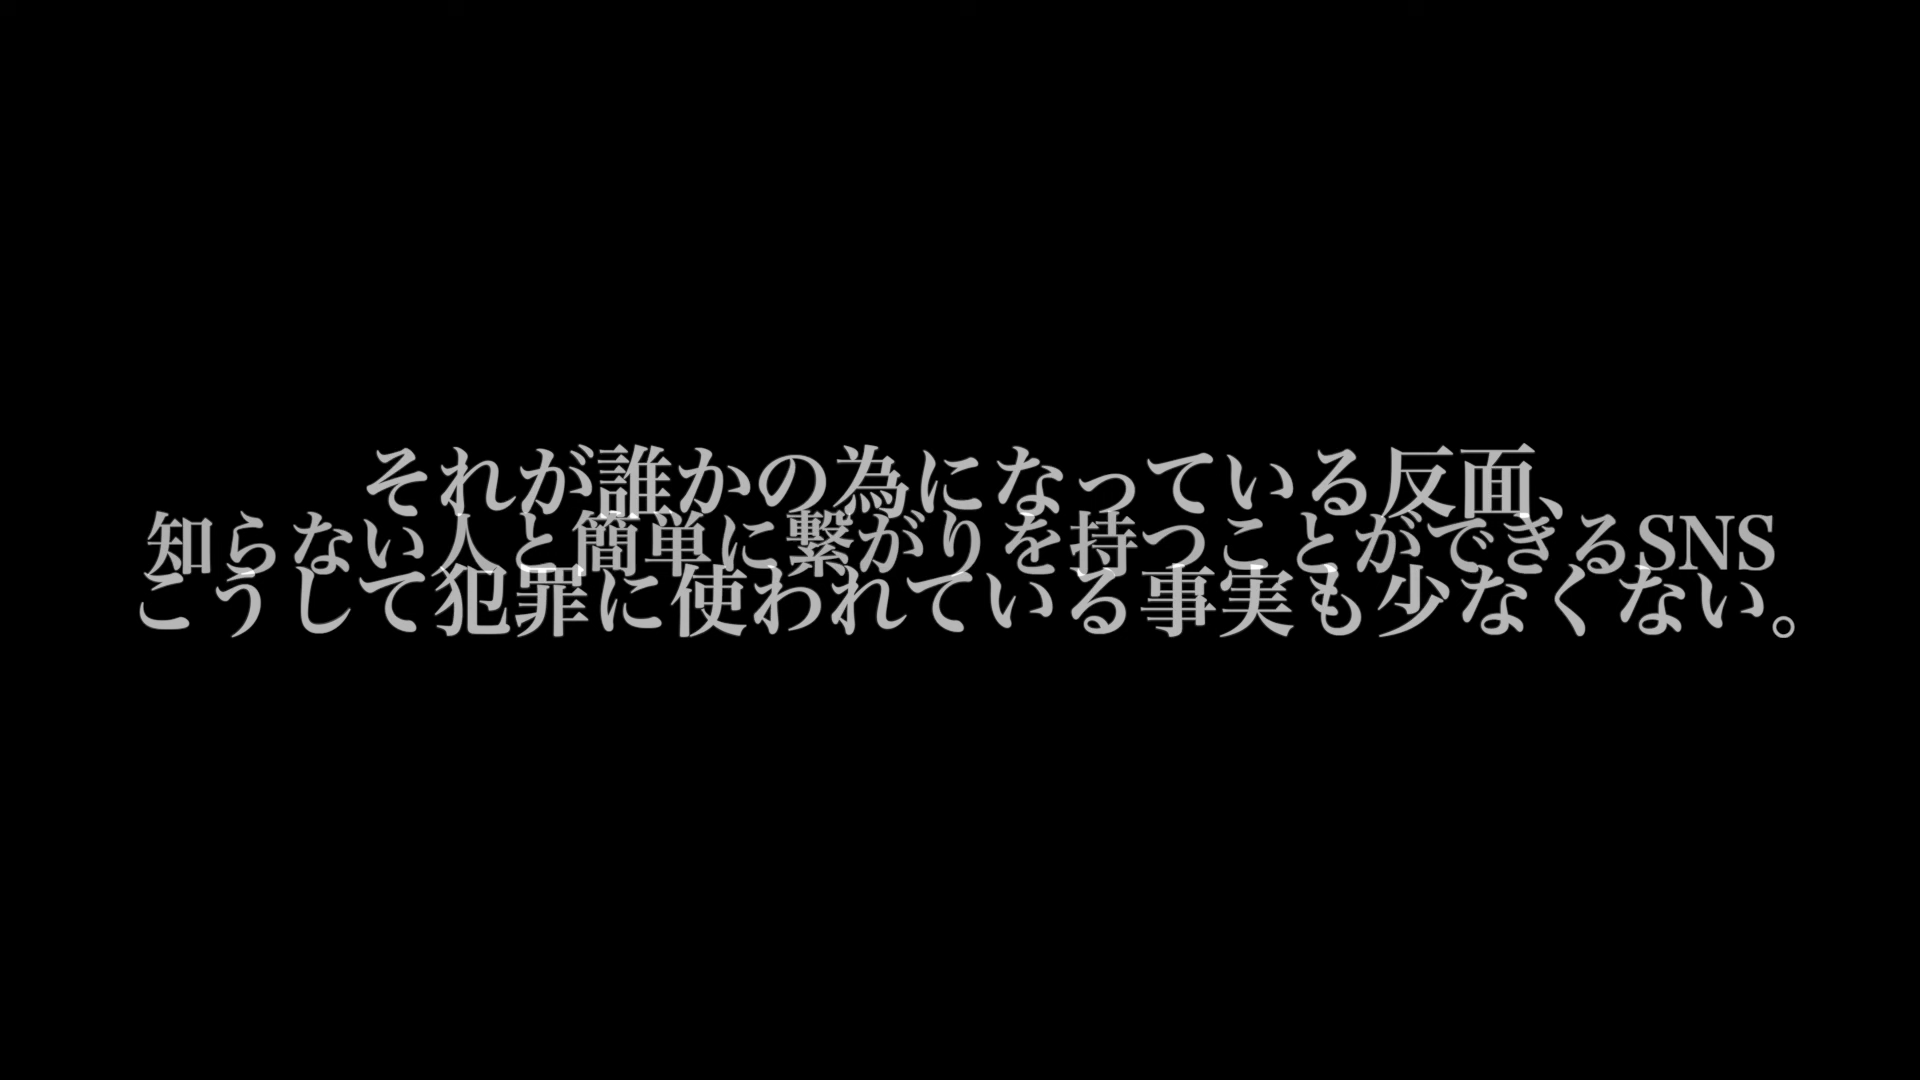 それが誰かの為になっている反面、
知らない人と簡単に繋がりを持つことができるSNS
こうして犯罪に使われている事実も少なくない。